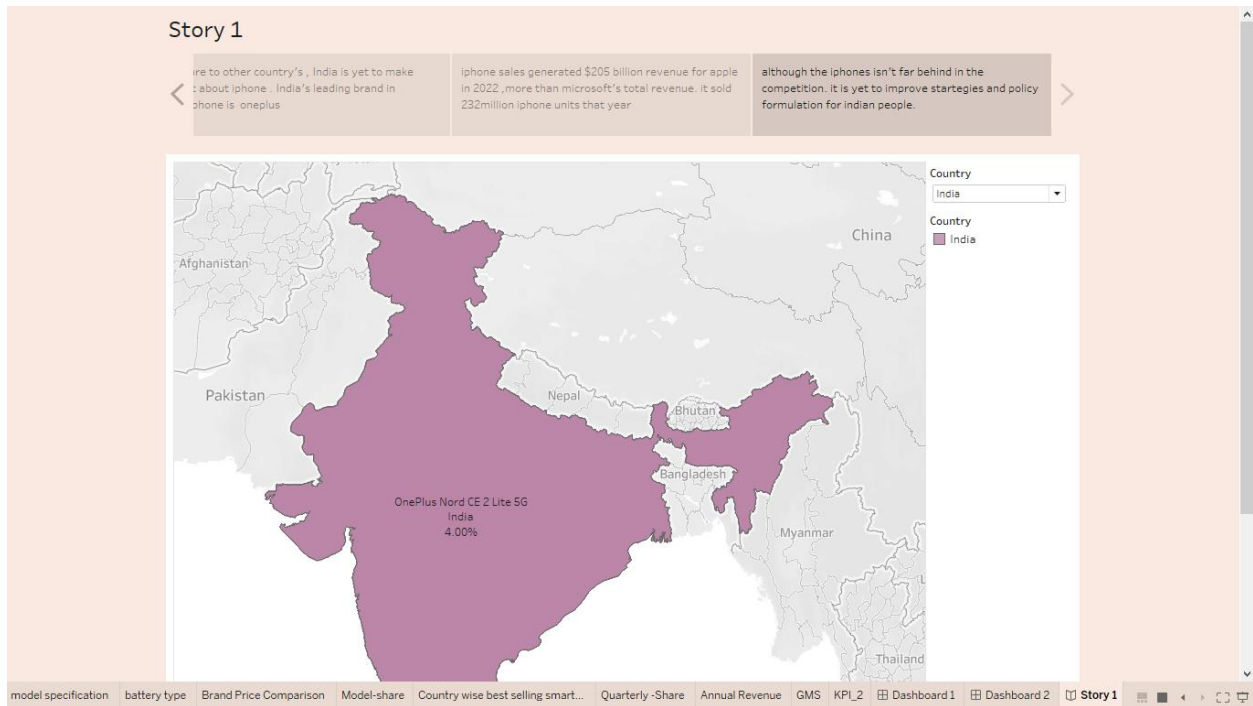 Story 1
re to other country's , India is yet to make
about iphone . India's leading brand in
phone is oneplus
iphone sales generated $205 billion revenue for apple
in 2022 ,more than microsoft's total revenue. it sold
232million iphone units that year
although the iphones isn't far behind in the
competition. it is yet to improve startegies and policy
formulation for indian people.
Country
India
Country
India
China
Afghanistan
Pakistan
Nepal
Bhutan
Bangladesh
OnePlus Nord CE 2 Lite 5G
India
4.00%
Myanmar
Thailand
model specification
battery type
Brand Price Comparison
Model-share
Country wise best selling smart...
Quarterly -Share
Annual Revenue
GMS
KPI_2
Dashboard 1
Dashboard 2
Story 1